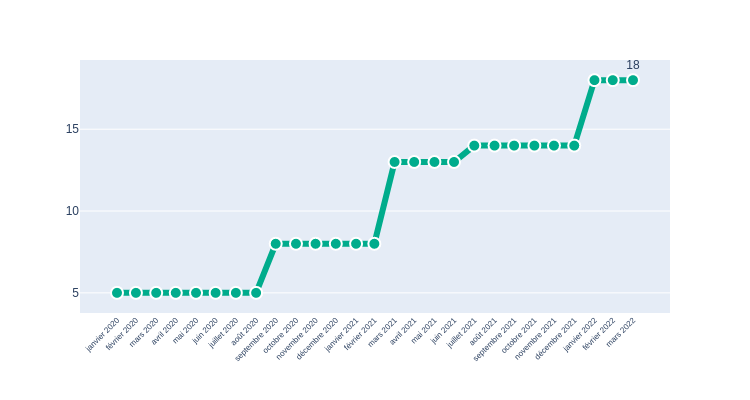 18
15
10
5
janvier 2020
février 2020
mars 2020
avril 2020
mai 2020
juin 2020
juillet 2020
août 2020
septembre 2020
octobre 2020
novembre 2020
décembre 2020
janvier 2021
février 2021
mars 2021
avril 2021
mai 2021
juin 2021
juillet 2021
août 2021
septembre 2021
octobre 2021
novembre 2021
décembre 2021
janvier 2022
février 2022
mars 2022